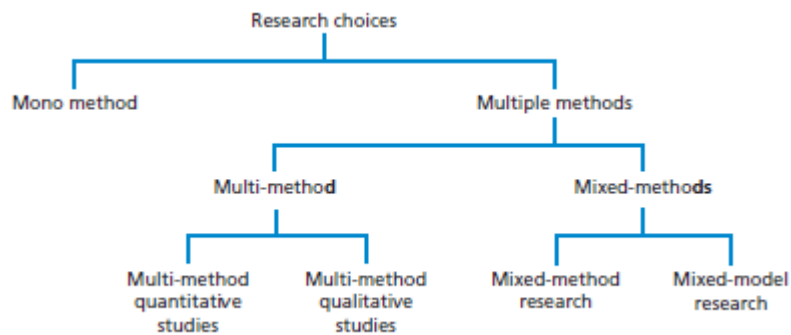 Research choices
Mono method
Multiple methods
Multi-method
Mixed-methods
Multi-method
quantitative
studies
Multi-method
qualitative
studies
Mixed-method
research
Mixed-model
research